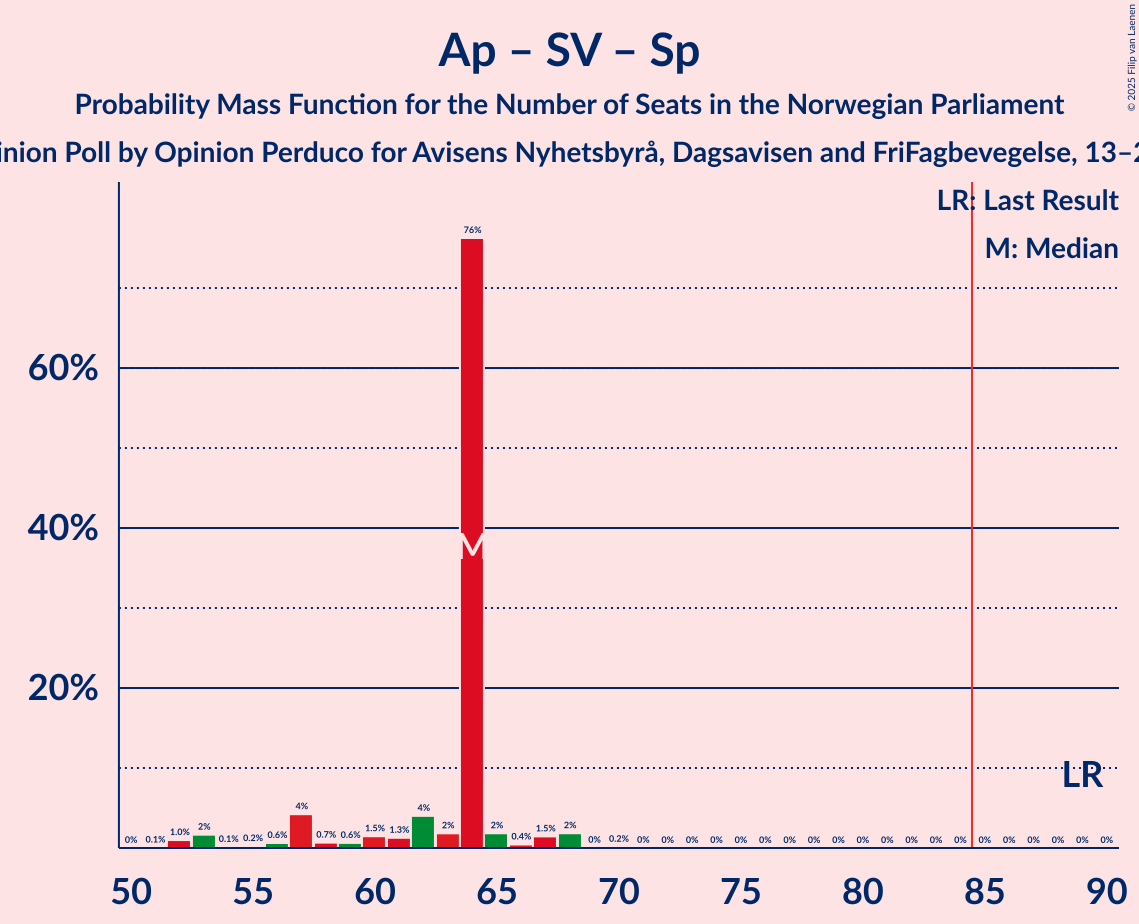 Ap – SV – Sp
Probability Mass Function for the Number of Seats in the Norwegian Parliament
inion Poll by Opinion Perduco for Avisens Nyhetsbyrå, Dagsavisen and FriFagbevegelse, 13–2
© 2025 Filip van Laenen
LR: Last Result
M: Median
76%
60%
40%
M
20%
LR
0% 0.1% 1.0% 2% 0.1% 0.2% 0.6% 4% 0.7% 0.6% 1.5% 1.3% 4% 2% 2% 0.4% 1.5% 2% 0% 0.2% 0% 0% 0% 0% 0% 0% 0% 0% 0% 0% 0% 0% 0% 0% 0% 0% 0% 0% 0% 0%
50 55 60 65 70 75 80 85 90